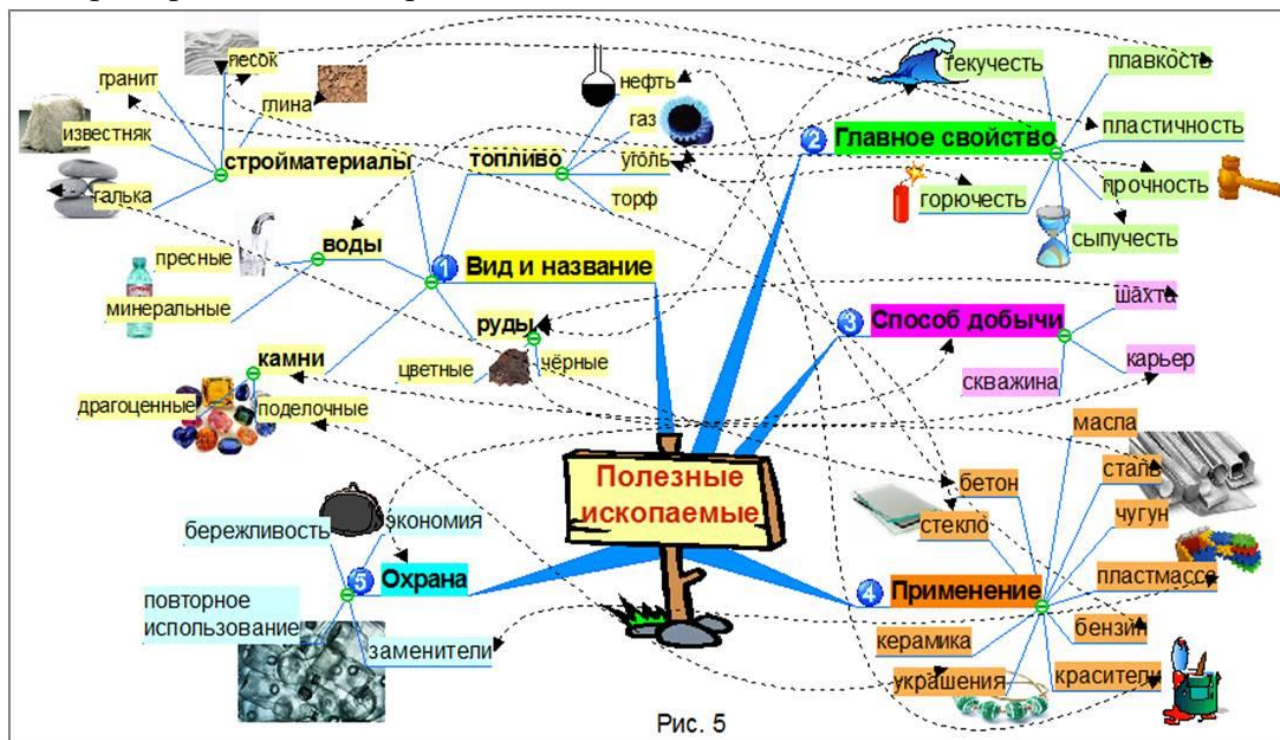 песок
гранит
глина
известняк
стройматериалы
галька
нефть
газ
топливо
уголь
торф
воды
пресные
минеральные
1 Вид и название
руды
цветные
чёрные
камни
драгоценные
поделочные
2 Главное свойство
текучесть
плавкость
пластичность
прочность
горючесть
сыпучесть
3 Способ добычи
шахта
карьер
скважина
Полезные
ископаемые
4 Применение
масла
сталь
бетон
чугун
стекло
пластмасса
бензин
керамика
украшения
красители
5 Охрана
экономия
бережливость
повторное
использование
заменители
Рис. 5